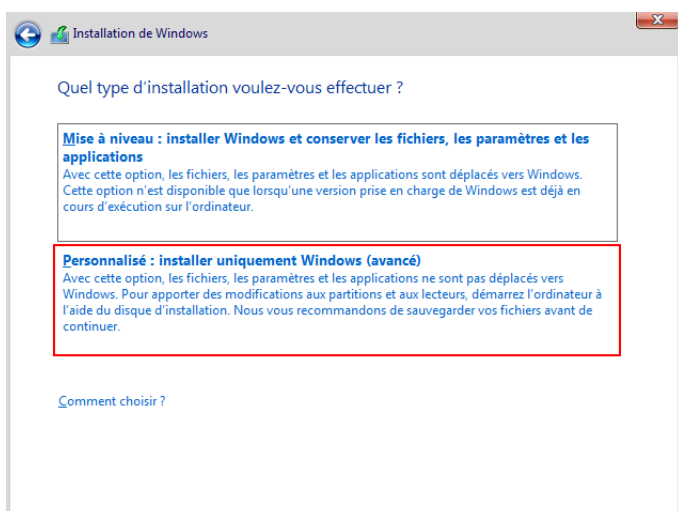 Installation de Windows
Quel type d'installation voulez-vous effectuer ?
Mise à niveau : installer Windows et conserver les fichiers, les paramètres et les
applications
Avec cette option, les fichiers, les paramètres et les applications sont déplacés vers Windows.
Cette option n'est disponible que lorsqu'une version prise en charge de Windows est déjà en
cours d'exécution sur l'ordinateur.
Personnalisé : installer uniquement Windows (avancé)
Avec cette option, les fichiers, les paramètres et les applications ne sont pas déplacés vers
Windows. Pour apporter des modifications aux partitions et aux lecteurs, démarrez l'ordinateur à
l'aide du disque d'installation. Nous vous recommandons de sauvegarder vos fichiers avant de
continuer.
Comment choisir ?